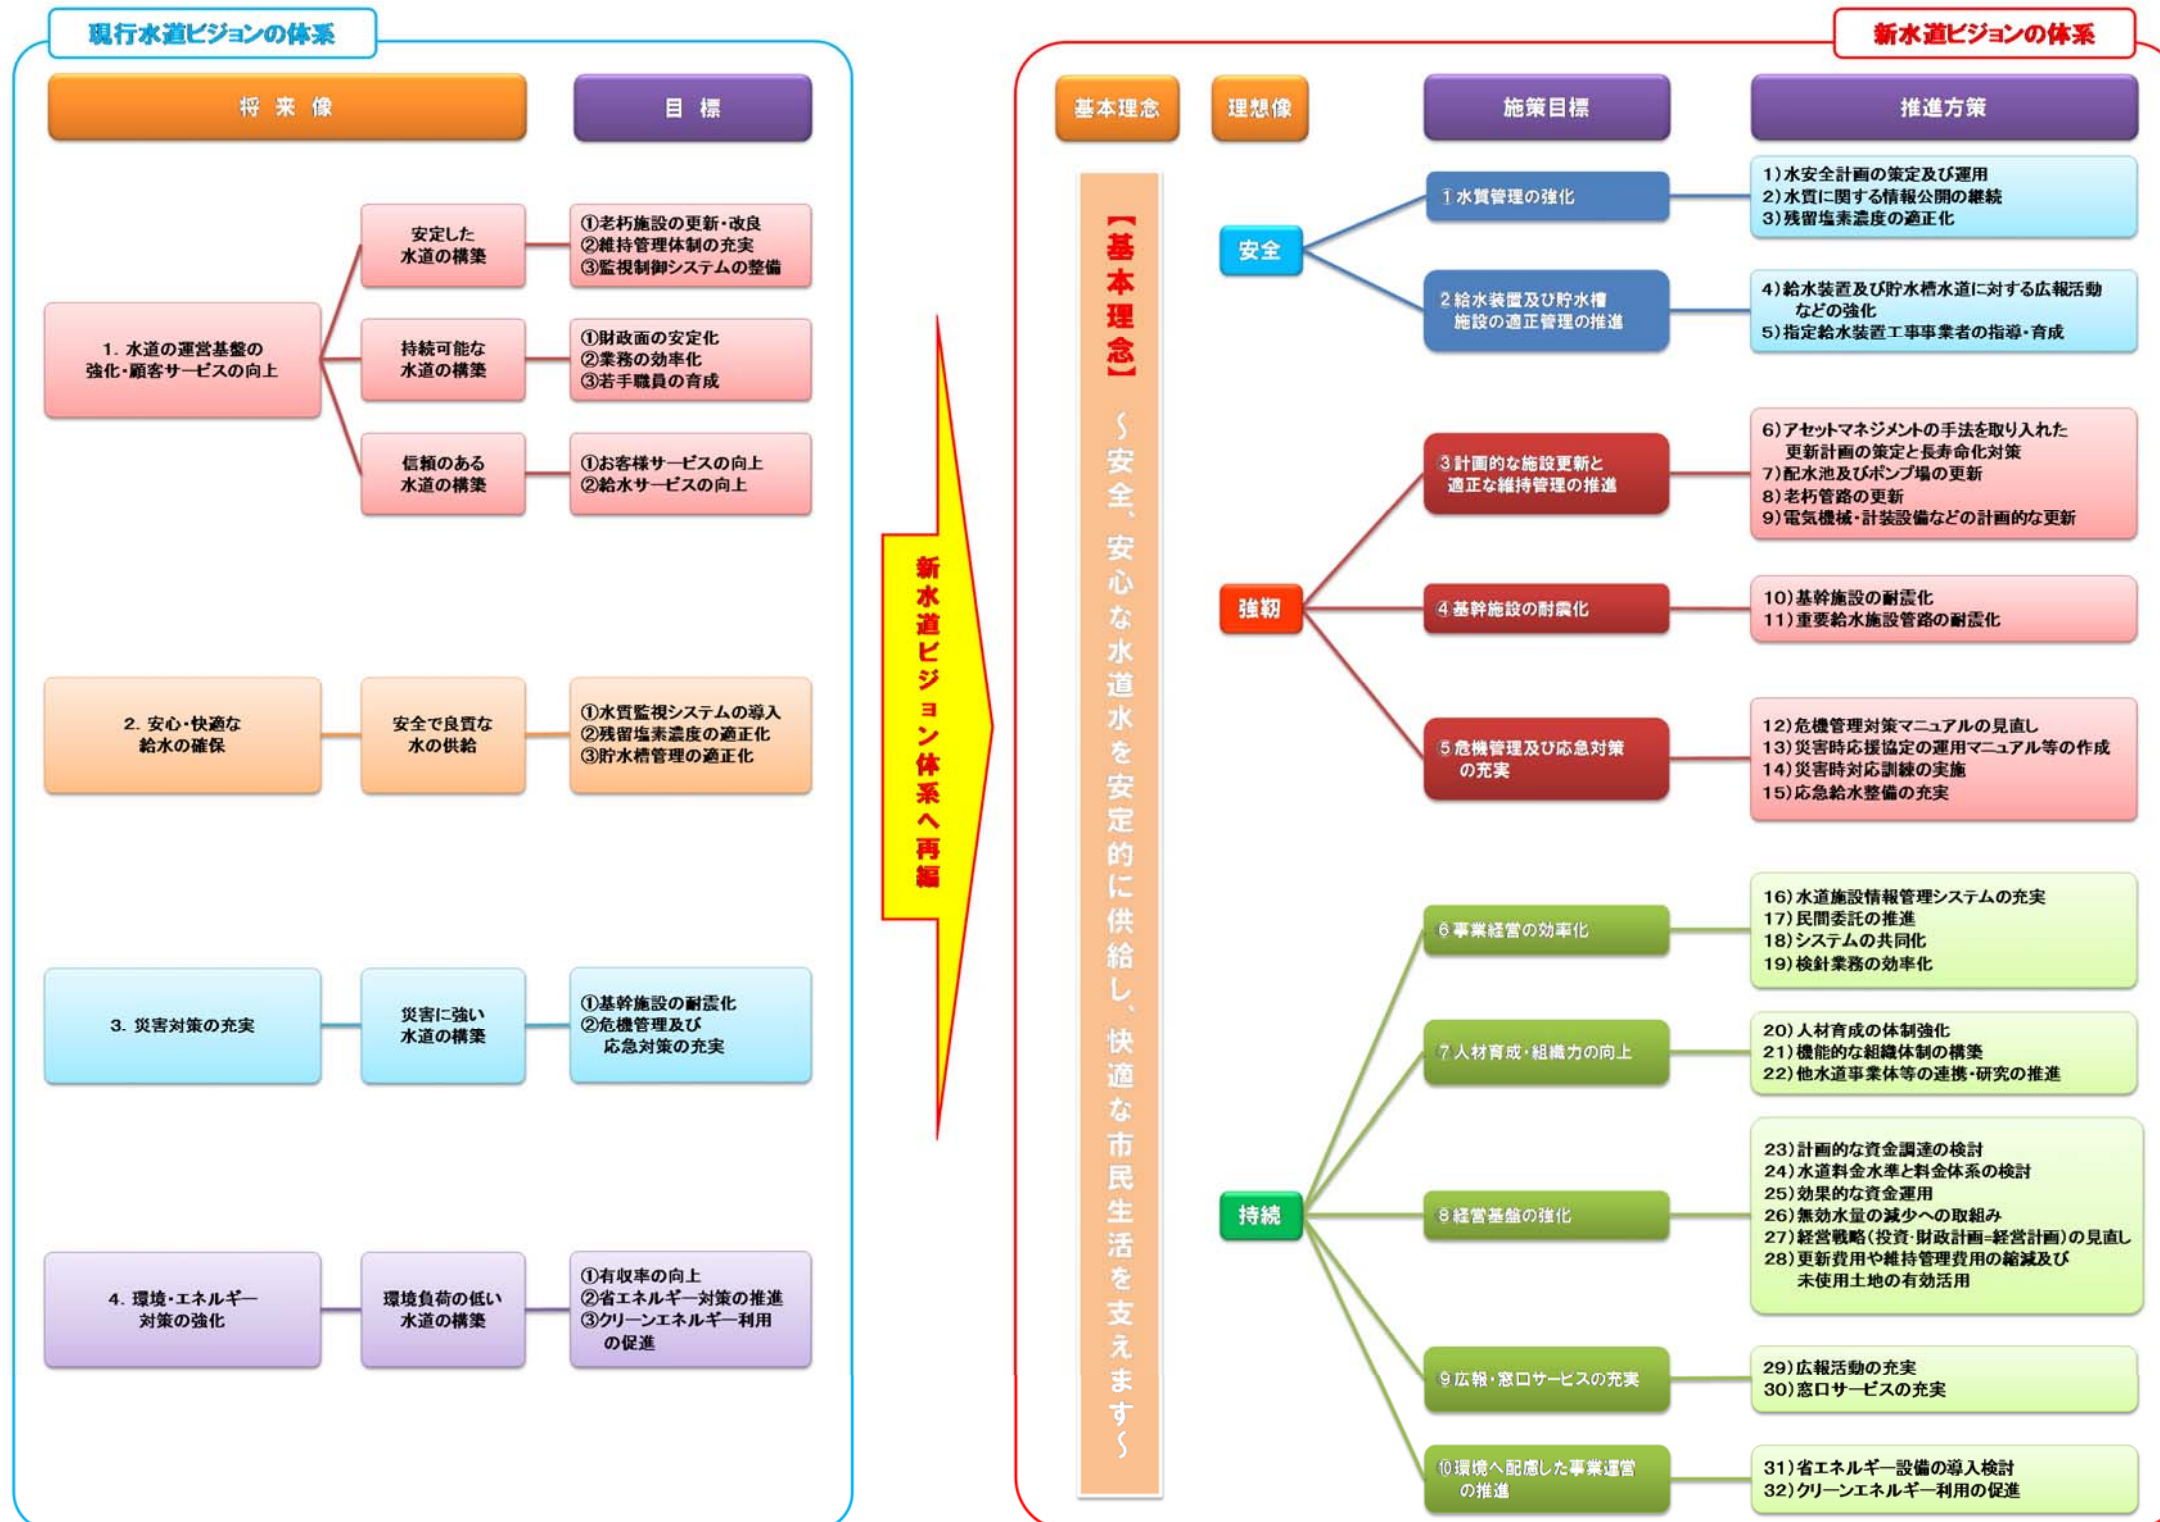 現行水道ビジョンの体系
将来像
目標
1. 水道の運営基盤の
強化・顧客サービスの向上
安定した
水道の構築
①老朽施設の更新・改良
②維持管理体制の充実
③監視制御システムの整備
持続可能な
水道の構築
①財政面の安定化
②業務の効率化
③若手職員の育成
信頼のある
水道の構築
①お客様サービスの向上
②給水サービスの向上
2. 安心・快適な
給水の確保
安全で良質な
水の供給
①水質監視システムの導入
②残留塩素濃度の適正化
③貯水槽管理の適正化
3. 災害対策の充実
災害に強い
水道の構築
①基幹施設の耐震化
②危機管理及び
応急対策の充実
4. 環境・エネルギー
対策の強化
環境負荷の低い
水道の構築
①有収率の向上
②省エネルギー対策の推進
③クリーンエネルギー利用
の促進
新水道ビジョン体系へ再編
新水道ビジョンの体系
基本理念
理想像
施策目標
推進方策
【基本理念】 ～安全、安心な水道水を安定的に供給し、快適な市民生活を支えます～
安全
①水質管理の強化
1)水安全計画の策定及び運用
2)水質に関する情報公開の継続
3)残留塩素濃度の適正化
②給水装置及び貯水槽
施設の適正管理の推進
4)給水装置及び貯水槽水道に対する広報活動
などの強化
5)指定給水装置工事事業者の指導・育成
強靭
③計画的な施設更新と
適正な維持管理の推進
6)アセットマネジメントの手法を取り入れた
更新計画の策定と長寿命化対策
7)配水池及びポンプ場の更新
8)老朽管路の更新
9)電気機械・計装設備などの計画的な更新
④基幹施設の耐震化
10)基幹施設の耐震化
11)重要給水施設管路の耐震化
⑤危機管理及び応急対策
の充実
12)危機管理対策マニュアルの見直し
13)災害時応援協定の運用マニュアル等の作成
14)災害時対応訓練の実施
15)応急給水整備の充実
持続
⑥事業経営の効率化
16)水道施設情報管理システムの充実
17)民間委託の推進
18)システムの共同化
19)検針業務の効率化
⑦人材育成・組織力の向上
20)人材育成の体制強化
21)機能的な組織体制の構築
22)他水道事業体等の連携・研究の推進
⑧経営基盤の強化
23)計画的な資金調達の検討
24)水道料金水準と料金体系の検討
25)効果的な資金運用
26)無効水量の減少への取組み
27)経営戦略(投資・財政計画=経営計画)の見直し
28)更新費用や維持管理費用の縮減及び
未使用土地の有効活用
⑨広報・窓口サービスの充実
29)広報活動の充実
30)窓口サービスの充実
⑩環境へ配慮した事業運営
の推進
31)省エネルギー設備の導入検討
32)クリーンエネルギー利用の促進